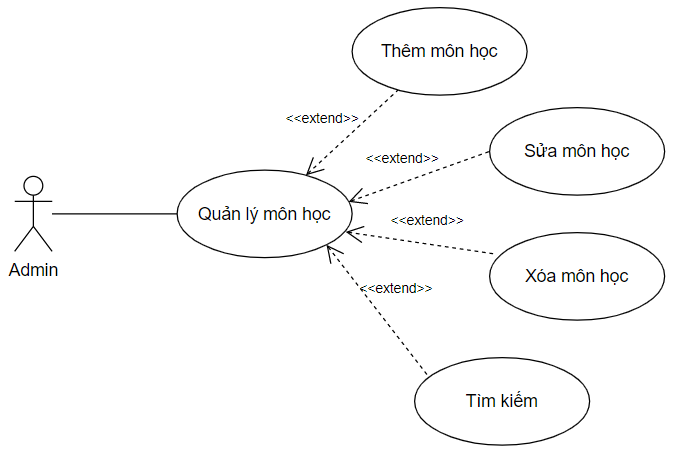 Thêm môn học
<<extend>>
Sửa môn học
<<extend>>
Quản lý môn học
<<extend>>
Admin
Xóa môn học
<<extend>>
Tìm kiếm